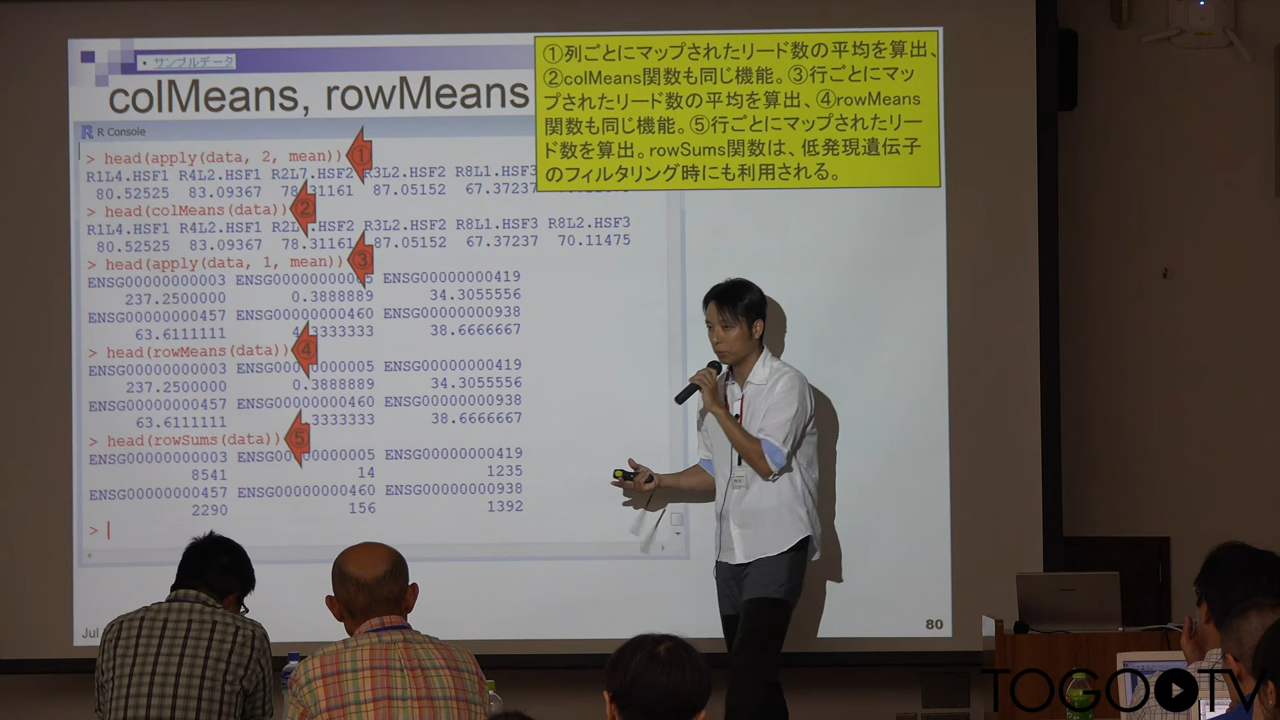 • サンプルデータ
colMeans, rowMeans
①列ごとにマップされたリード数の平均を算出、
②colMeans関数も同じ機能。③行ごとにマッ
プされたリード数の平均を算出、④rowMeans
関数も同じ機能。⑤行ごとにマップされたリー
ド数を算出。rowSums関数は、低発現遺伝子
のフィルタリング時にも利用される。
R Console
> head(apply(data, 2, mean)) ①
R1L4.HSF1 R4L2.HSF1 R2L7.HSF2 R3L2.HSF2 R8L1.HSF3
80.52525 83.09367 78.31161 87.05152 67.37237
> head(colMeans(data)) ②
R1L4.HSF1 R4L2.HSF1 .HSF2 R3L2.HSF2 R8L1.HSF3 R8L2.HSF3
80.52525 83.09367 78.31161 87.05152 67.37237 70.11475
> head(apply(data, 1, mean)) ③
ENSG00000000003 ENSG00000000005 ENSG00000000419
237.2500000 0.3888889 34.3055556
ENSG00000000457 ENSG00000000460 ENSG00000000938
63.6111111 4.3333333 38.6666667
> head(rowMeans(data)) ④
ENSG00000000003 ENSG00000000005 ENSG00000000419
237.2500000 0.3888889 34.3055556
ENSG00000000457 ENSG00000000460 ENSG00000000938
63.6111111 .3333333 38.6666667
> head(rowSums(data)) ⑤
ENSG00000000003 ENSG00000000005 ENSG00000000419
8541 14 1235
ENSG00000000457 ENSG00000000460 ENSG00000000938
2290 156 1392
>
Jul
80
TOGO TV